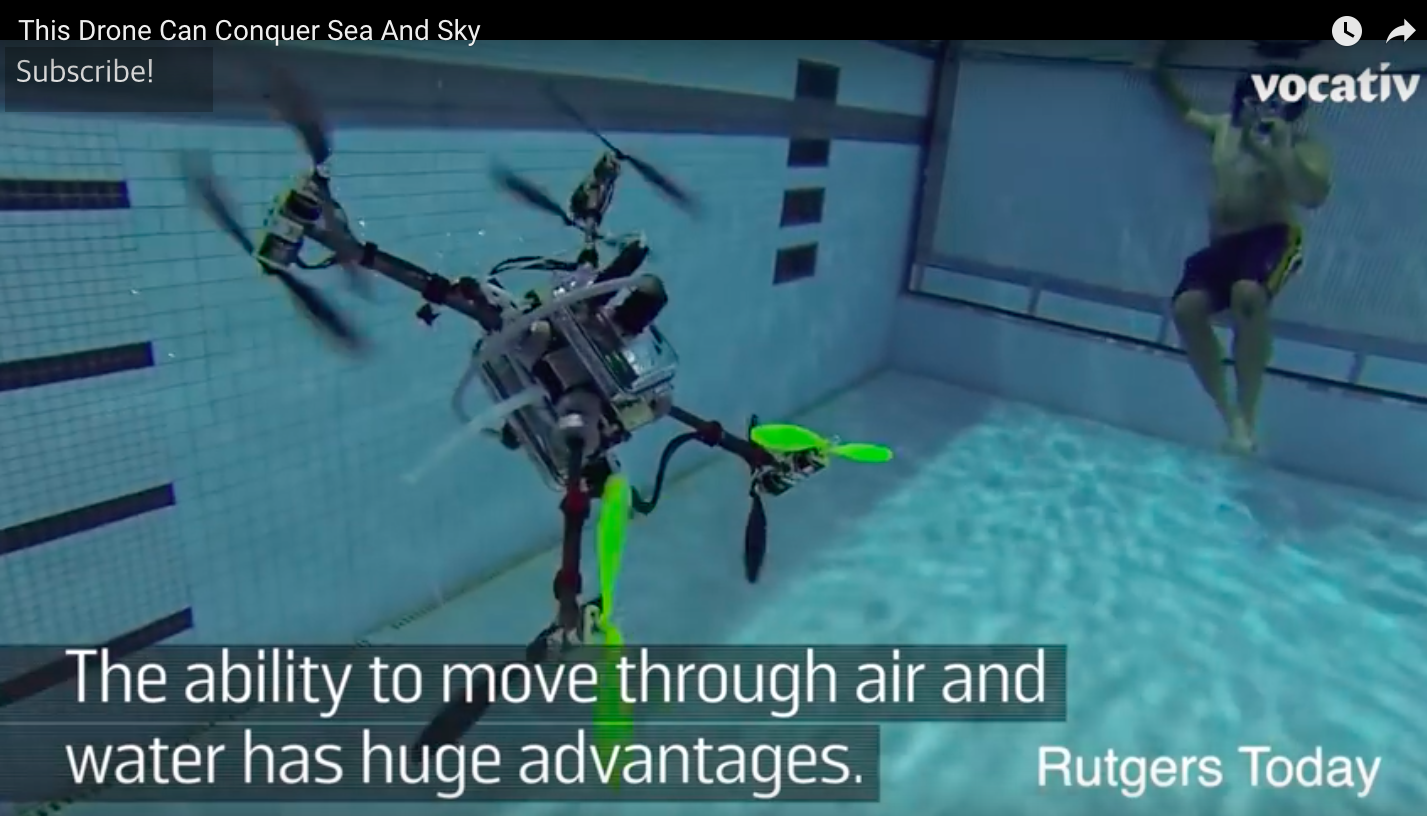 This Drone Can Conquer Sea And Sky
Subscribe!
vocativ
The ability to move through air and
water has huge advantages.
Rutgers Today